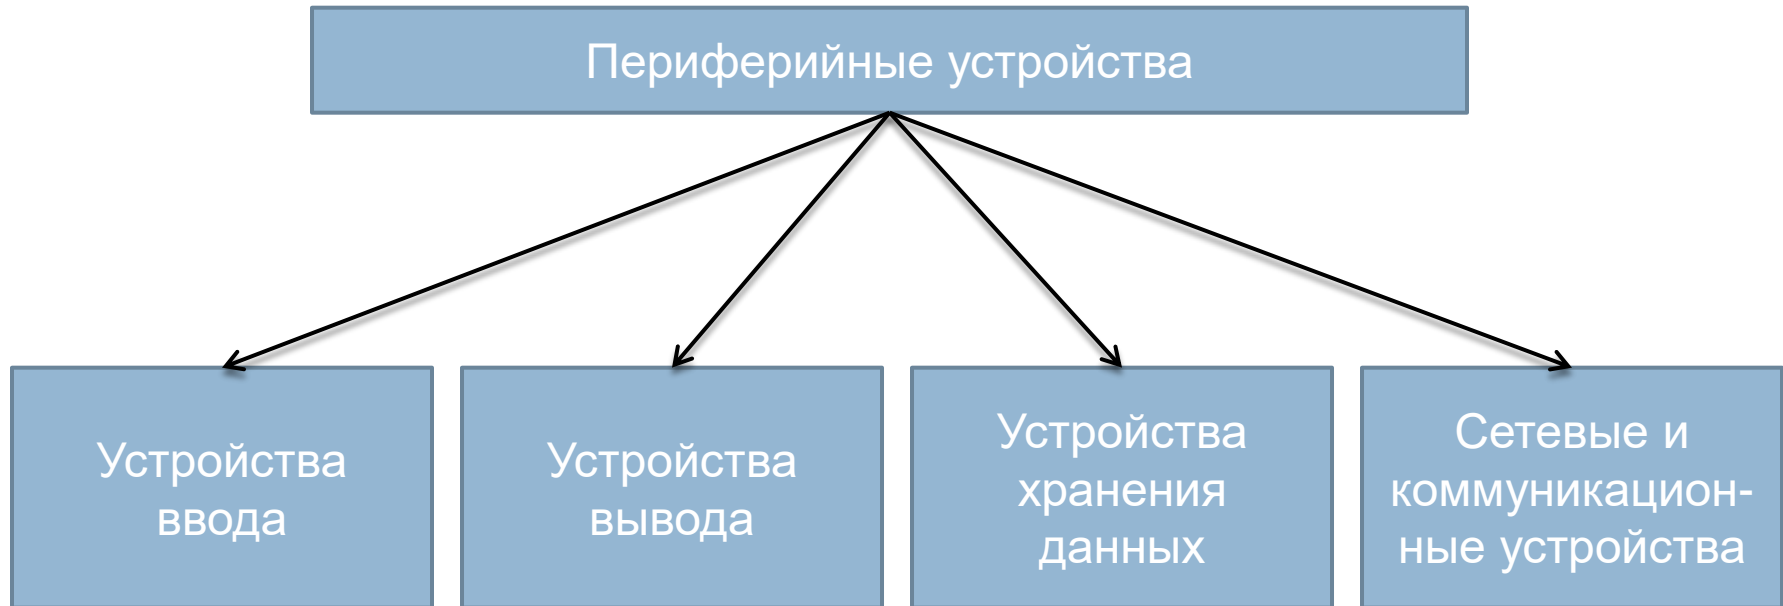 Периферийные устройства
Устройства
ввода
Устройства
вывода
Устройства
хранения
данных
Сетевые и
коммуникацион-
ные устройства